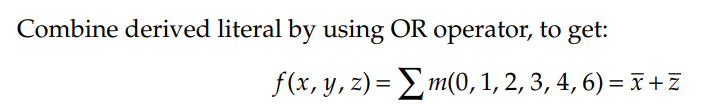 Combine derived literal by using OR operator, to get:
f(x, y, z) = ∑ m(0, 1, 2, 3, 4, 6) = x̅ + z̅